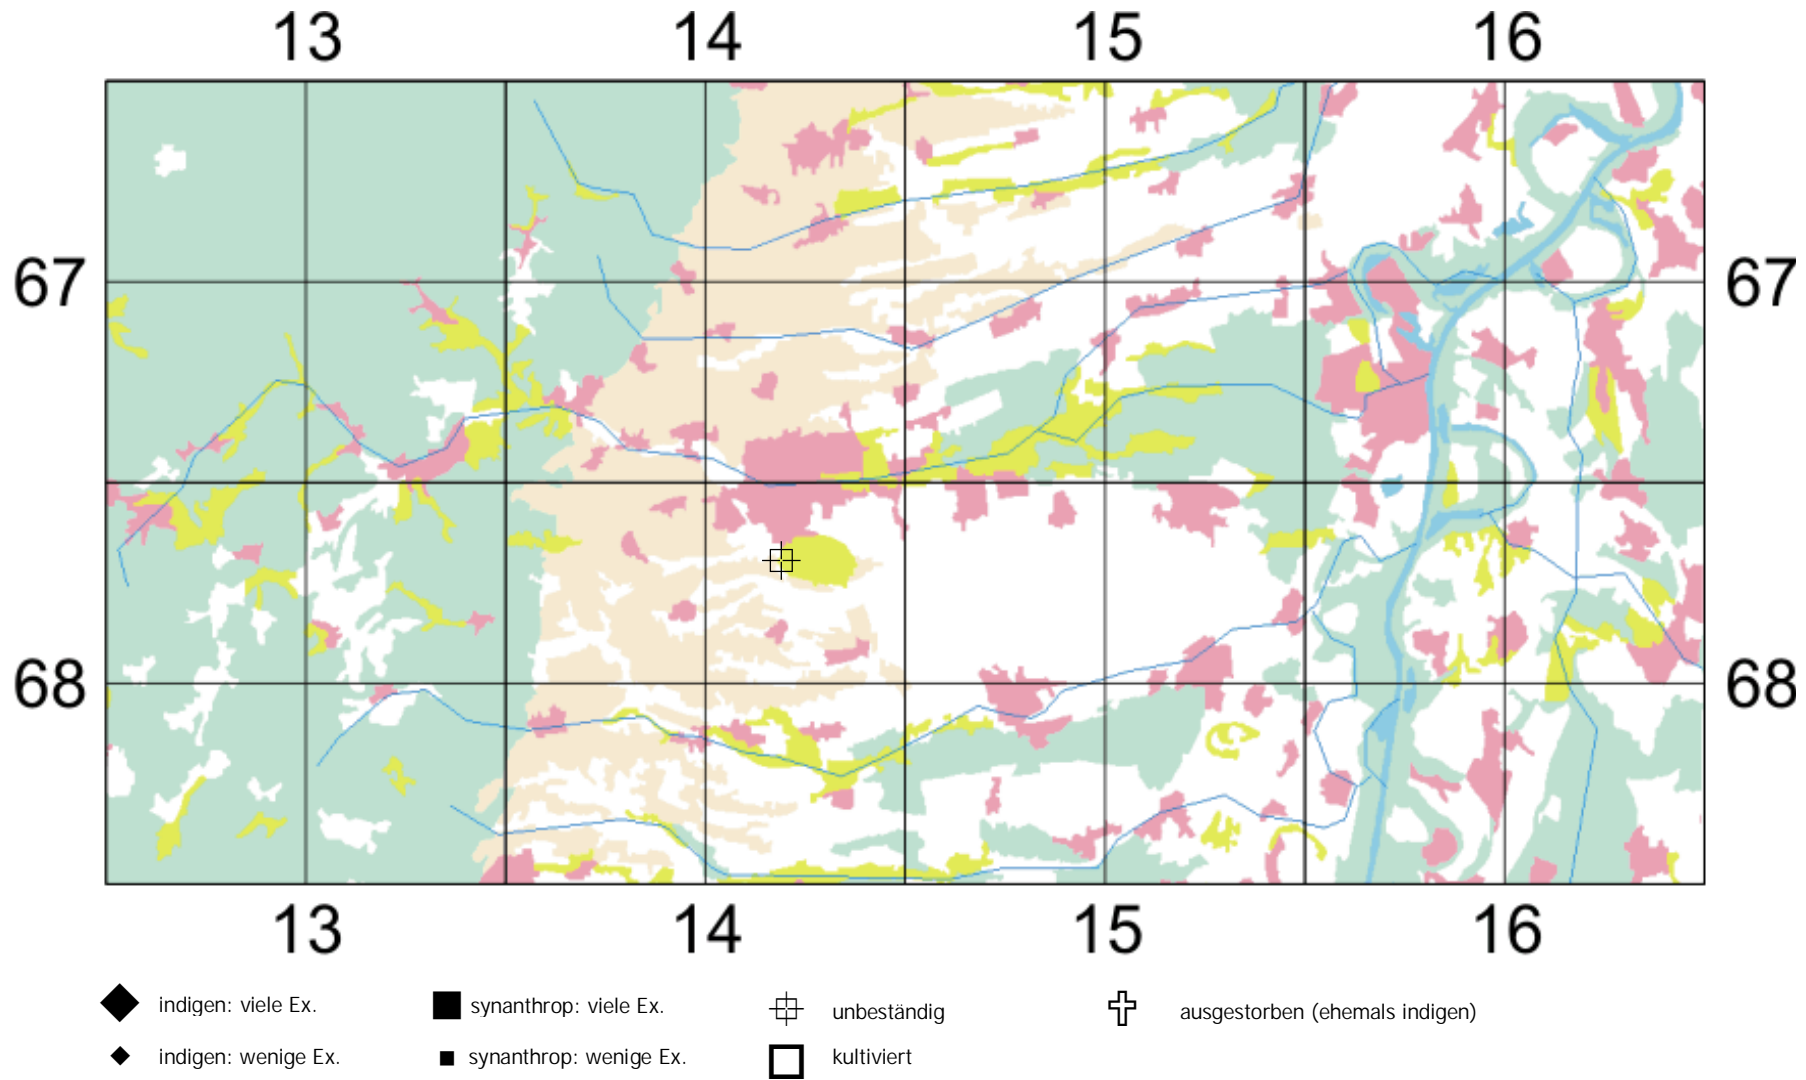 13 14 15 16
67 67
68 68
13 14 15 16
indigen: viele Ex. synanthrop: viele Ex. unbeständig ausgestorben (ehemals indigen)
indigen: wenige Ex. synanthrop: wenige Ex. kultiviert